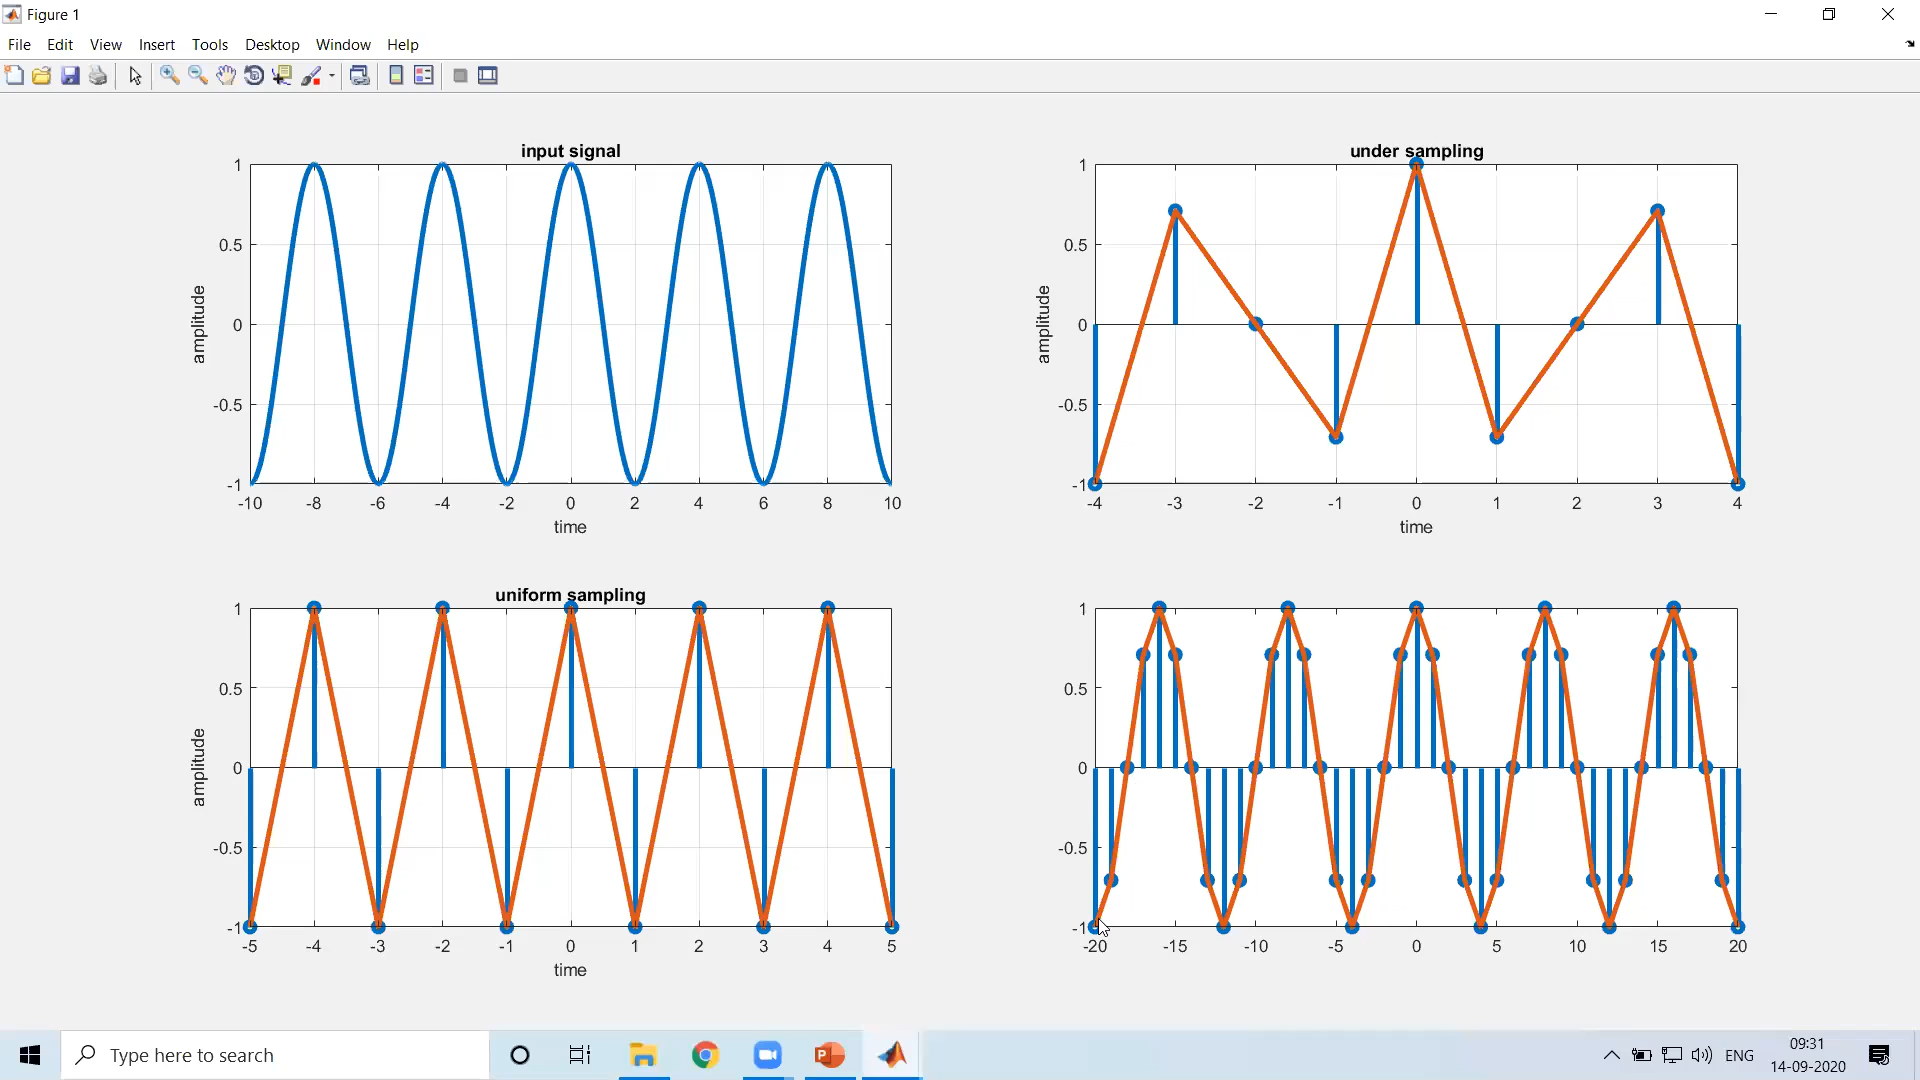 Figure 1
File Edit View Insert Tools Desktop Window Help
input signal
1
0.5
0
-0.5
-1
amplitude
-10 -8 -6 -4 -2 0 2 4 6 8 10
time
under sampling
1
0.5
0
-0.5
-1
amplitude
-4 -3 -2 -1 0 1 2 3 4
time
uniform sampling
1
0.5
0
-0.5
-1
amplitude
-5 -4 -3 -2 -1 0 1 2 3 4 5
time
1
0.5
0
-0.5
-1
-20 -15 -10 -5 0 5 10 15 20
Type here to search
P
ENG
09:31
14-09-2020